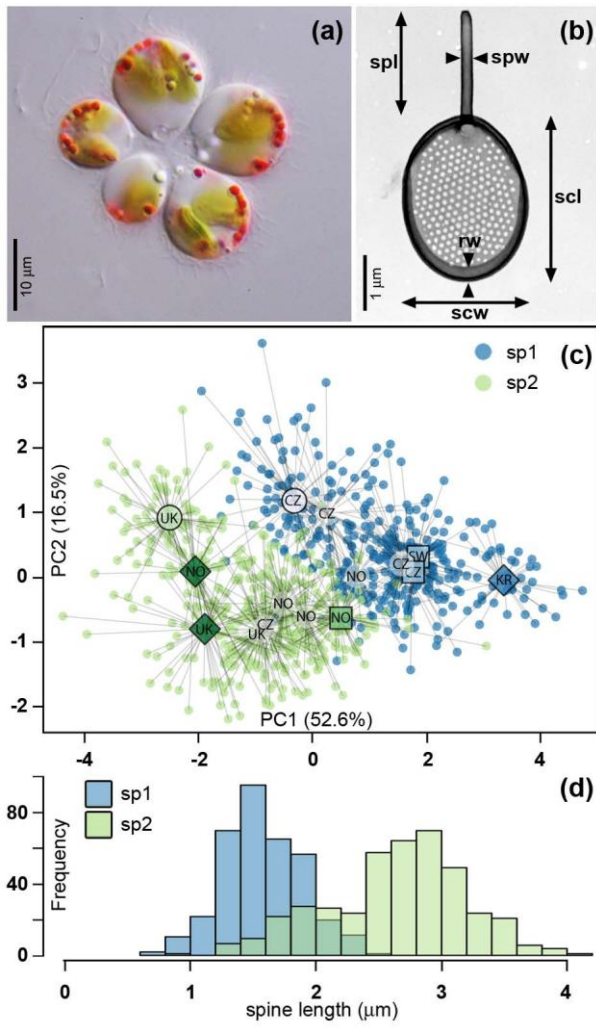 (a)
10 µm
(b)
spl
spw
scl
rw
scw
1 µm
(c)
sp1
sp2
PC2 (16.5%)
3
2
1
0
-1
-2
UK
NO
UK
CZ
CZ
NO
SW
CZ
CZ
KR
NO
NO
CZ
NO
UK
NO
PC1 (52.6%)
-4 -2 0 2 4
(d)
sp1
sp2
Frequency
80
40
0
0 1 2 3 4
spine length (µm)